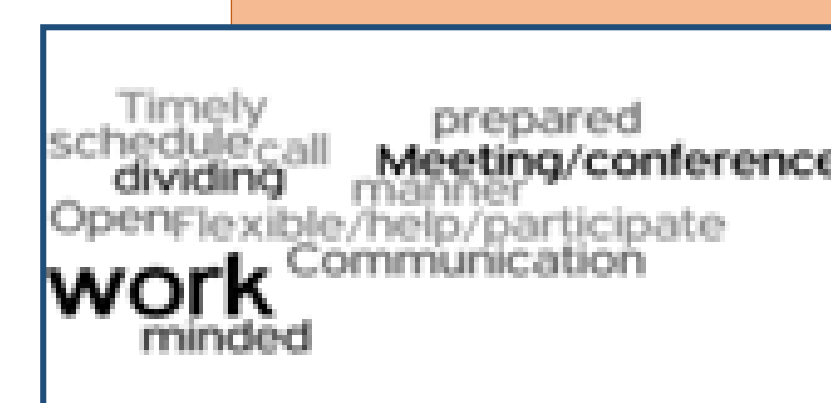 Timely
prepared
schedule call
Meeting/conference
dividing
manner
Open Flexible/help/participate
Communication
work
minded